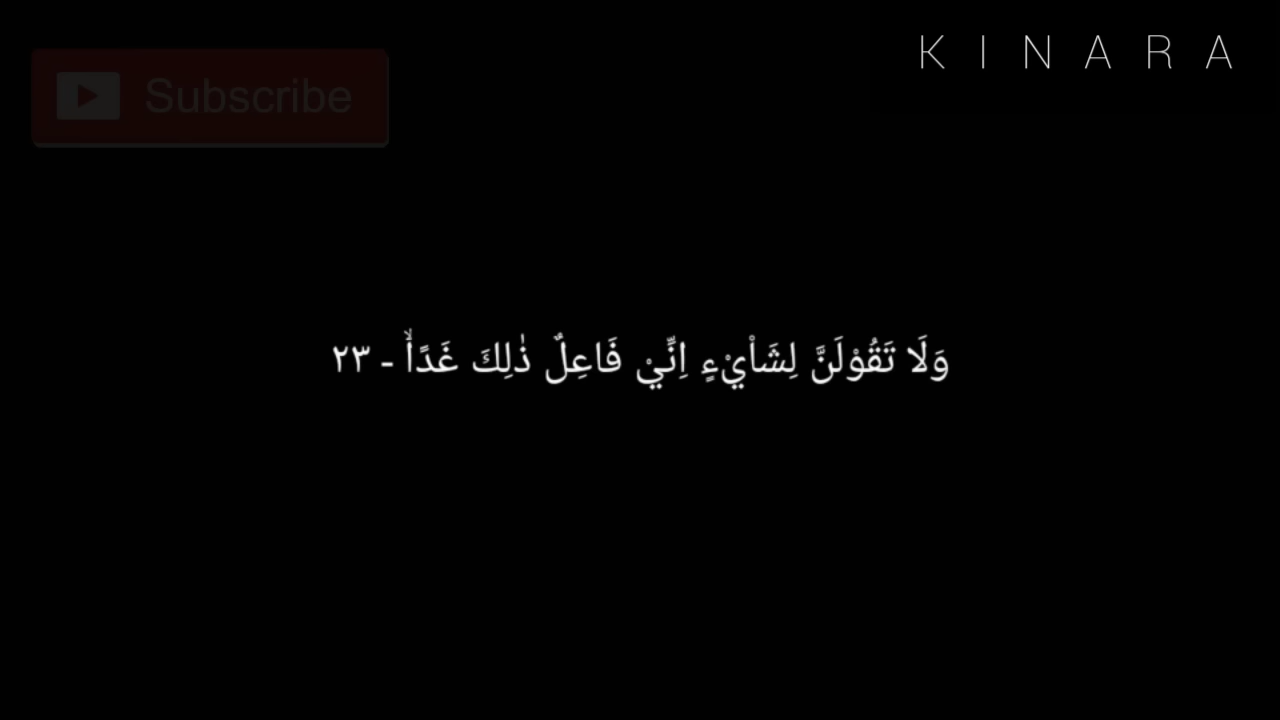 K I N A R A
Subscribe
وَلَا تَقُوْلَنَّ لِشَا۟يْءٍ اِنِّيْ فَاعِلٌ ذٰلِكَ غَدًاۙ - ٢٣